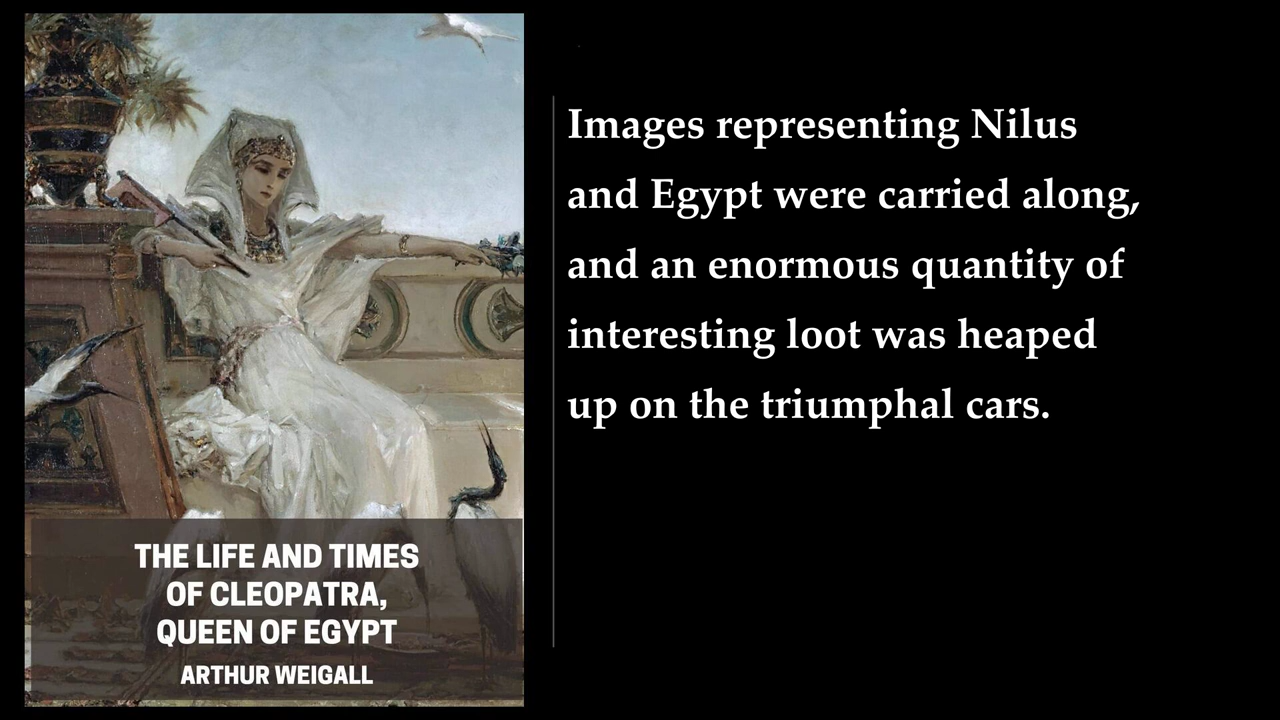 Images representing Nilus
and Egypt were carried along,
and an enormous quantity of
interesting loot was heaped
up on the triumphal cars.
THE LIFE AND TIMES
OF CLEOPATRA,
QUEEN OF EGYPT
ARTHUR WEIGALL